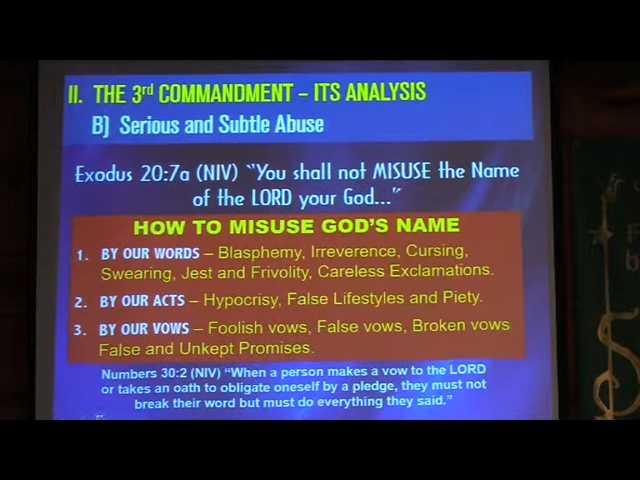 II. THE 3rd COMMANDMENT – ITS ANALYSIS
B) Serious and Subtle Abuse
Exodus 20:7a (NIV) “You shall not MISUSE the Name
of the LORD your God...”
HOW TO MISUSE GOD'S NAME
1. BY OUR WORDS – Blasphemy, Irreverence, Cursing,
Swearing, Jest and Frivolity, Careless Exclamations.
2. BY OUR ACTS – Hypocrisy, False Lifestyles and Piety.
3. BY OUR VOWS – Foolish vows, False vows, Broken vows
False and Unkept Promises.
Numbers 30:2 (NIV) “When a person makes a vow to the LORD
or takes an oath to obligate oneself by a pledge, they must not
break their word but must do everything they said.”